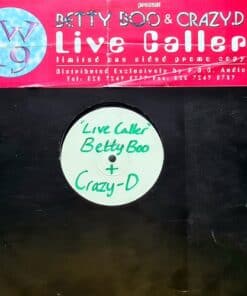 present
BETTY BOO & CRAZY.D
W9
Live Caller
limited one sided promo copy
Distributed Exclusively by P.O.D. Audio
"Live Caller
Betty Boo
+
Crazy-D